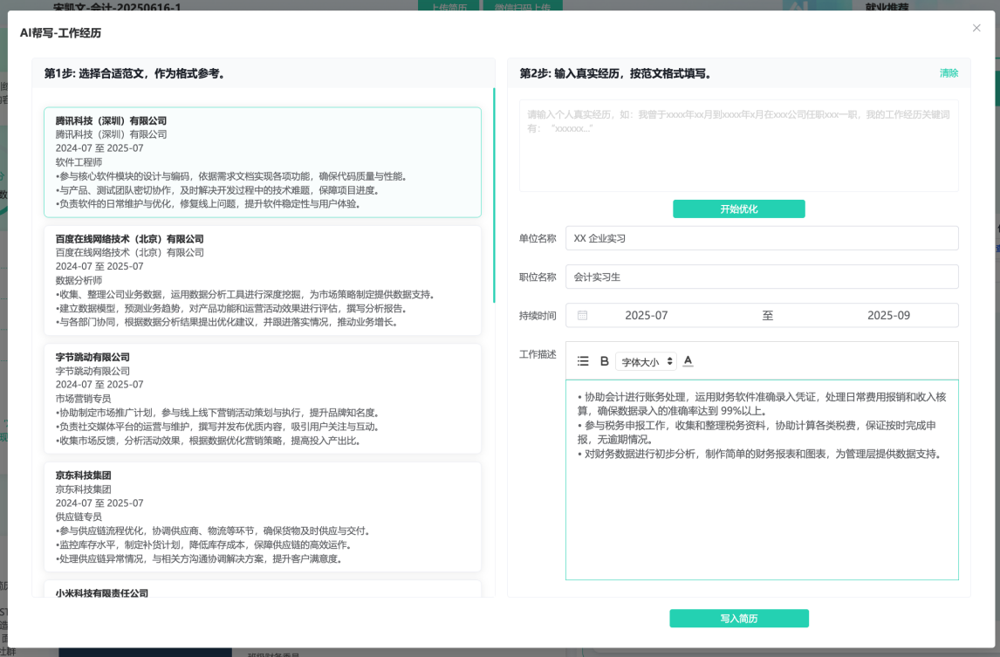 宋凯文-会计-20250616-1
上传简历
微信扫码上传
就业推荐
AI帮写-工作经历
第1步: 选择合适范文，作为格式参考。
腾讯科技（深圳）有限公司
腾讯科技（深圳）有限公司
2024-07 至 2025-07
软件工程师
•参与核心软件模块的设计与编码，依据需求文档实现各项功能，确保代码质量与性能。
•与产品、测试团队密切协作，及时解决开发过程中的技术难题，保障项目进度。
•负责软件的日常维护与优化，修复线上问题，提升软件稳定性与用户体验。
百度在线网络技术（北京）有限公司
百度在线网络技术（北京）有限公司
2024-07 至 2025-07
数据分析师
•收集、整理公司业务数据，运用数据分析工具进行深度挖掘，为市场策略制定提供数据支持。
•建立数据模型，预测业务趋势，对产品功能和运营活动效果进行评估，撰写分析报告。
•与各部门协同，根据数据分析结果提出优化建议，并跟进落实情况，推动业务增长。
字节跳动有限公司
字节跳动有限公司
2024-07 至 2025-07
市场营销专员
•协助制定市场推广计划，参与线上线下营销活动策划与执行，提升品牌知名度。
•负责社交媒体平台的运营与维护，撰写并发布优质内容，吸引用户关注与互动。
•收集市场反馈，分析活动效果，根据数据优化营销策略，提高投入产出比。
京东科技集团
京东科技集团
2024-07 至 2025-07
供应链专员
•参与供应链流程优化，协调供应商、物流等环节，确保货物及时供应与交付。
•监控库存水平，制定补货计划，降低库存成本，保障供应链的高效运作。
•处理供应链异常情况，与相关方沟通协调解决方案，提升客户满意度。
小米科技有限责任公司
第2步: 输入真实经历，按范文格式填写。
清除
请输入个人真实经历，如：我曾于xxxx年xx月到xxxx年x月在xxx公司任职xxx一职，我的工作经历关键词
有：“xxxxxx...”
开始优化
单位名称
XX 企业实习
职位名称
会计实习生
持续时间
2025-07 至 2025-09
工作描述
B 字体大小 A
• 协助会计进行账务处理，运用财务软件准确录入凭证，处理日常费用报销和收入核
算，确保数据录入的准确率达到 99%以上。
• 参与税务申报工作，收集和整理税务资料，协助计算各类税费，保证按时完成申
报，无逾期情况。
• 对财务数据进行初步分析，制作简单的财务报表和图表，为管理层提供数据支持。
写入简历